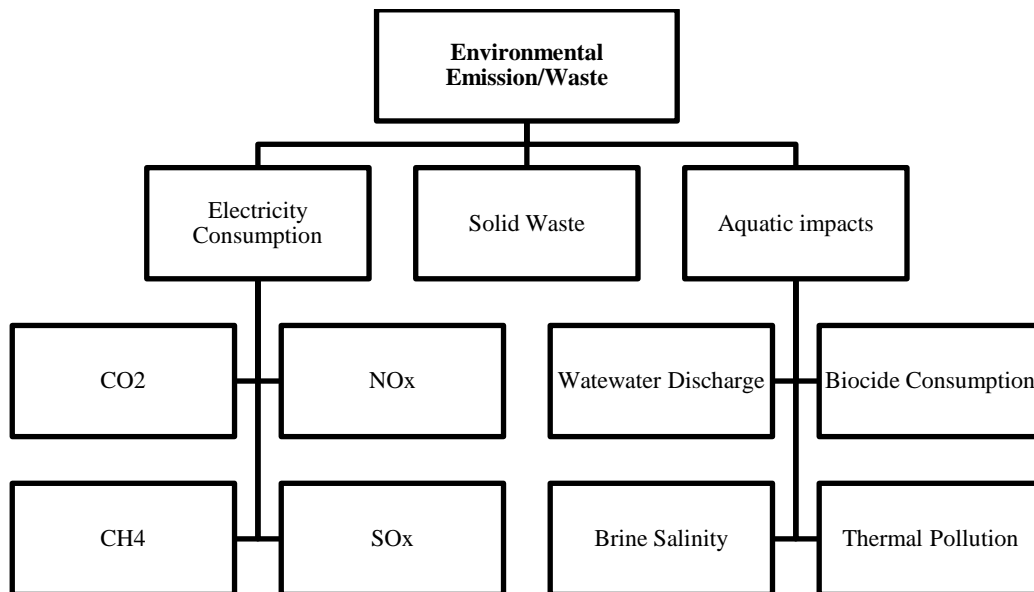 Environmental
Emission/Waste
Electricity
Consumption
Solid Waste
Aquatic impacts
CO2
NOx
Watewater Discharge
Biocide Consumption
CH4
SOx
Brine Salinity
Thermal Pollution